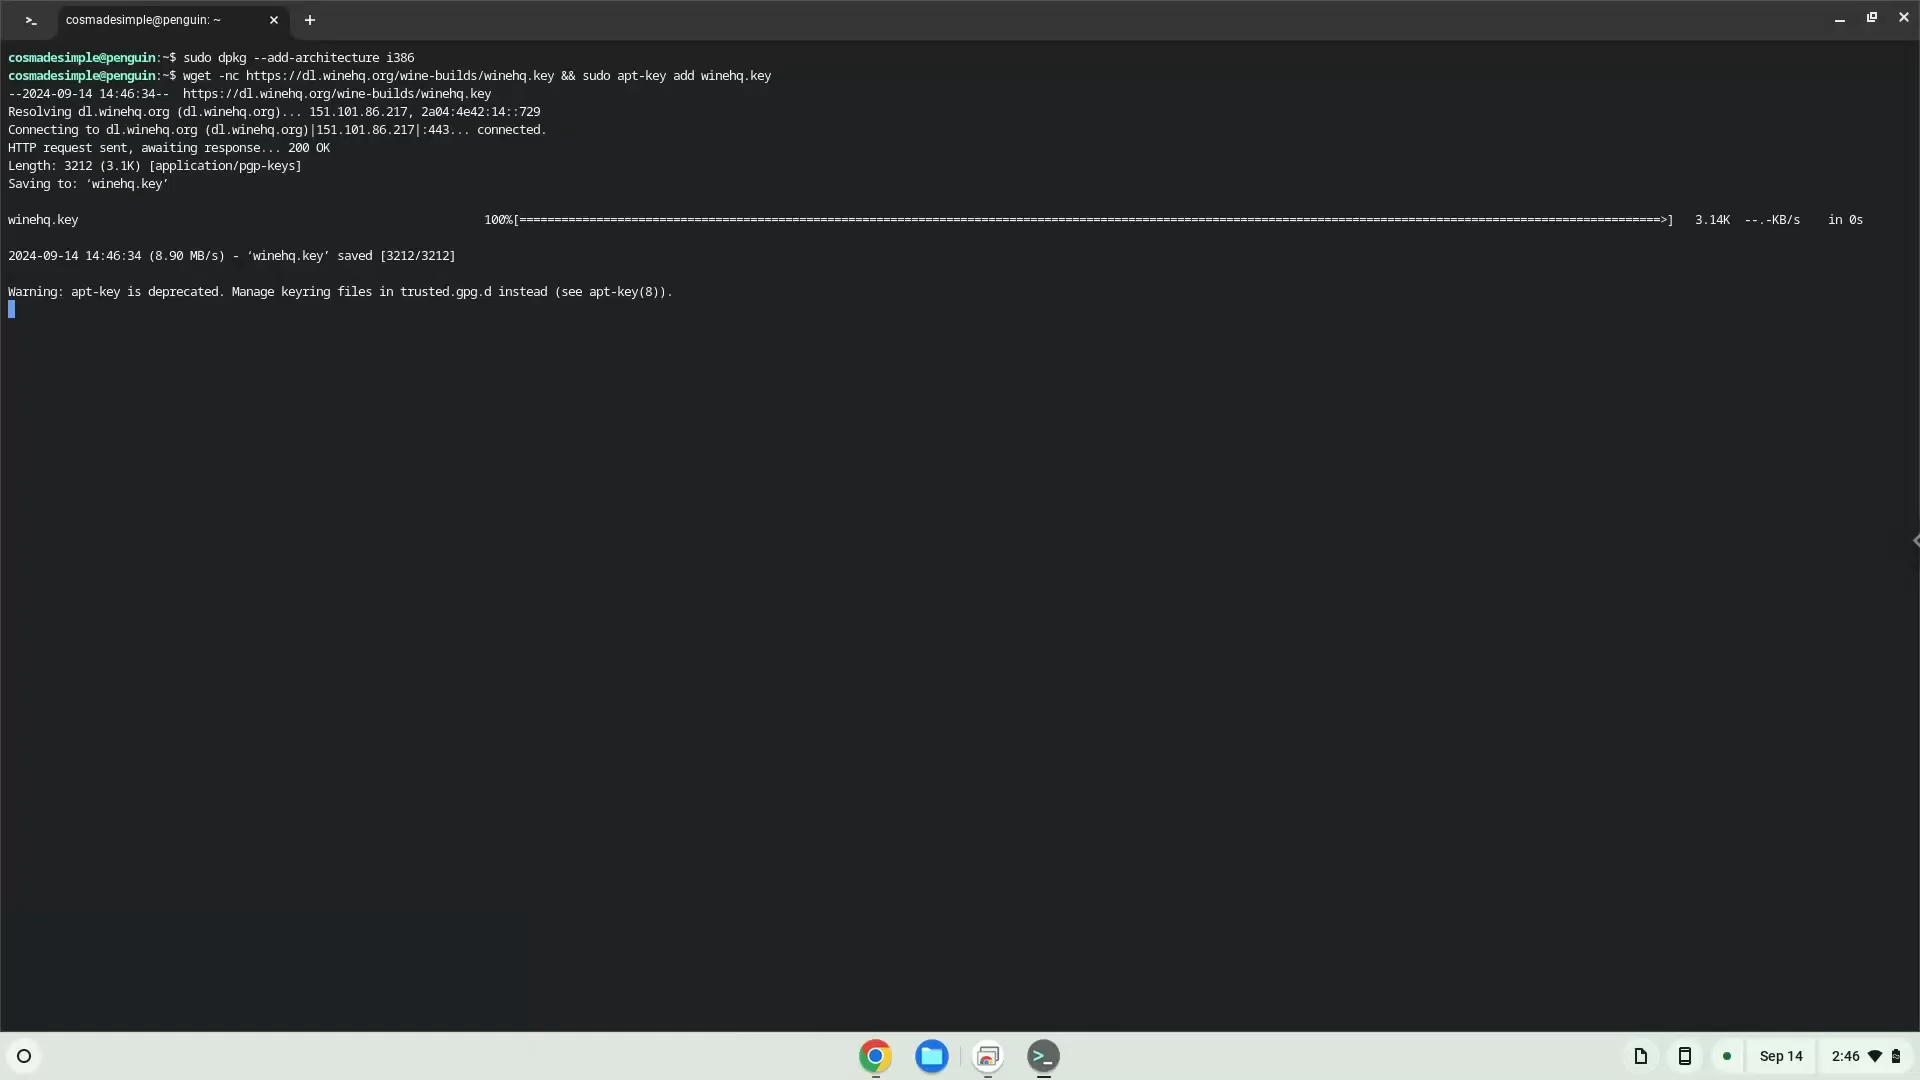 cosmadesimple@penguin: ~
cosmadesimple@penguin:~$ sudo dpkg --add-architecture i386
cosmadesimple@penguin:~$ wget -nc https://dl.winehq.org/wine-builds/winehq.key && sudo apt-key add winehq.key
--2024-09-14 14:46:34--  https://dl.winehq.org/wine-builds/winehq.key
Resolving dl.winehq.org (dl.winehq.org)... 151.101.86.217, 2a04:4e42:14::729
Connecting to dl.winehq.org (dl.winehq.org)|151.101.86.217|:443... connected.
HTTP request sent, awaiting response... 200 OK
Length: 3212 (3.1K) [application/pgp-keys]
Saving to: ‘winehq.key’
winehq.key 100%[===================================================================================================================================================================>] 3.14K --.-KB/s in 0s
2024-09-14 14:46:34 (8.90 MB/s) - ‘winehq.key’ saved [3212/3212]
Warning: apt-key is deprecated. Manage keyring files in trusted.gpg.d instead (see apt-key(8)).
Sep 14 2:46